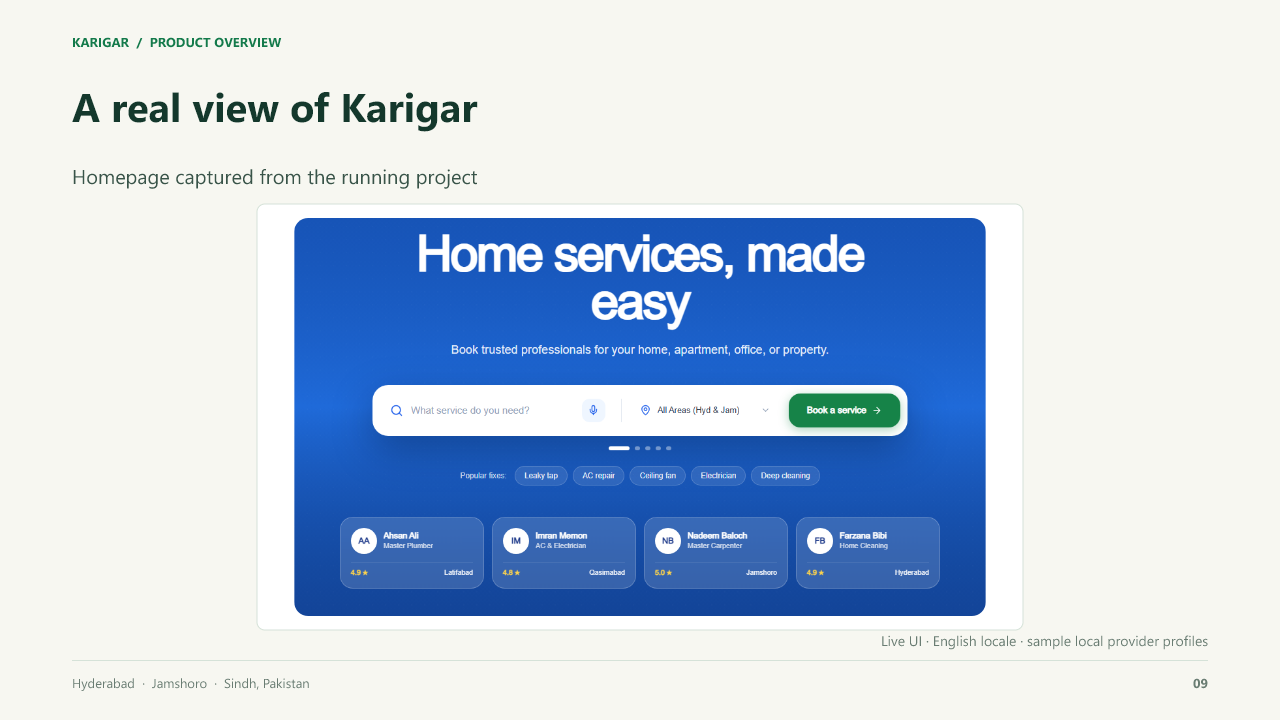 KARIGAR / PRODUCT OVERVIEW
A real view of Karigar
Homepage captured from the running project
Home services, made
easy
Book trusted professionals for your home, apartment, office, or property.
What service do you need?
All Areas (Hyd & Jam)
Book a service →
Popular fixes:
Leaky tap
AC repair
Ceiling fan
Electrician
Deep cleaning
AA
Ahsan Ali
Master Plumber
4.9 ★
Latifabad
IM
Imran Memon
AC & Electrician
4.8 ★
Qasimabad
NB
Nadeem Baloch
Master Carpenter
5.0 ★
Jamshoro
FB
Farzana Bibi
Home Cleaning
4.9 ★
Hyderabad
Live UI · English locale · sample local provider profiles
Hyderabad · Jamshoro · Sindh, Pakistan
09